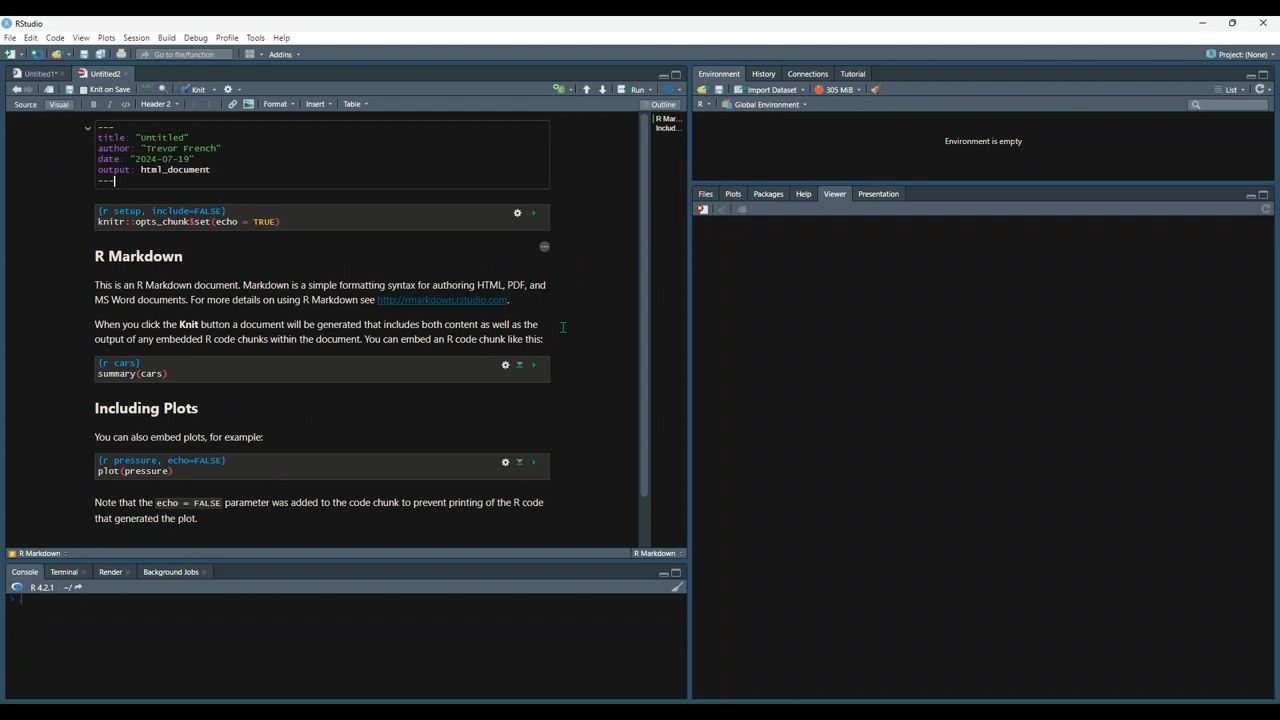 RStudio
File Edit Code View Plots Session Build Debug Profile Tools Help
Go to file/function Addins Project: (None)
Untitled1* Untitled2
Knit on Save Knit Run
Source Visual B I </> Header 2 Format Insert Table Outline
---
title: "Untitled"
author: "Trevor French"
date: "2024-07-19"
output: html_document
---
{r setup, include=FALSE}
knitr::opts_chunk$set(echo = TRUE)
R Markdown
This is an R Markdown document. Markdown is a simple formatting syntax for authoring HTML, PDF, and
MS Word documents. For more details on using R Markdown see http://rmarkdown.rstudio.com.
When you click the Knit button a document will be generated that includes both content as well as the
output of any embedded R code chunks within the document. You can embed an R code chunk like this:
{r cars}
summary(cars)
Including Plots
You can also embed plots, for example:
{r pressure, echo=FALSE}
plot(pressure)
Note that the echo = FALSE parameter was added to the code chunk to prevent printing of the R code
that generated the plot.
R Mar...
Includ...
R Markdown R Markdown
Console Terminal Render Background Jobs
R 4.2.1 · ~/
>
Environment History Connections Tutorial
Import Dataset 305 MiB List
R Global Environment
Environment is empty
Files Plots Packages Help Viewer Presentation